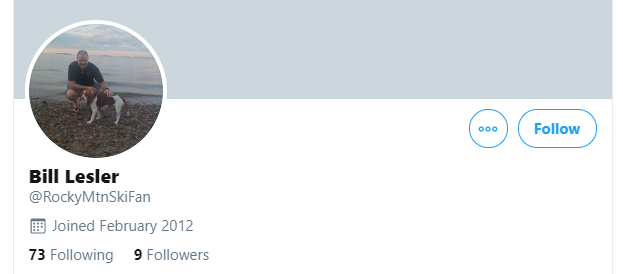 Follow
Bill Lesler
@RockyMtnSkiFan
Joined February 2012
73 Following 9 Followers